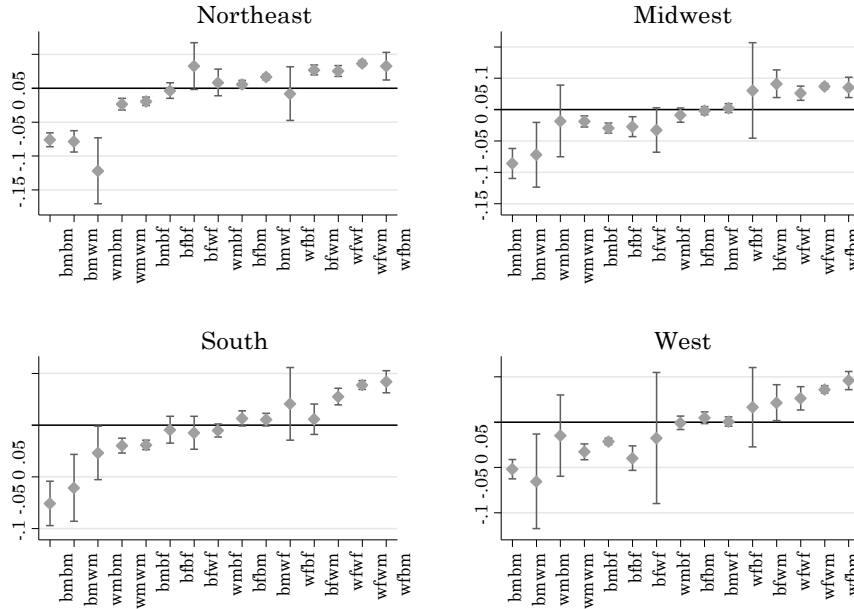 Northeast
-.15 -.1 -.05 0 .05
bmbm bmwm wmbm wmwm bmbf bfbf bfwf wmbf bfbm bmwf wfbf bfwm wfwf wfwm wfbm
Midwest
-.15 -.1 -.05 0 .05 .1
bmbm bmwm wmbm wmwm bmbf bfbf bfwf wmbf bfbm bmwf wfbf bfwm wfwf wfwm wfbm
South
-.1 -.05 0 .05
bmbm bmwm wmbm wmwm bmbf bfbf bfwf wmbf bfbm bmwf wfbf bfwm wfwf wfwm wfbm
West
-.1 -.05 0 .05
bmbm bmwm wmbm wmwm bmbf bfbf bfwf wmbf bfbm bmwf wfbf bfwm wfwf wfwm wfbm